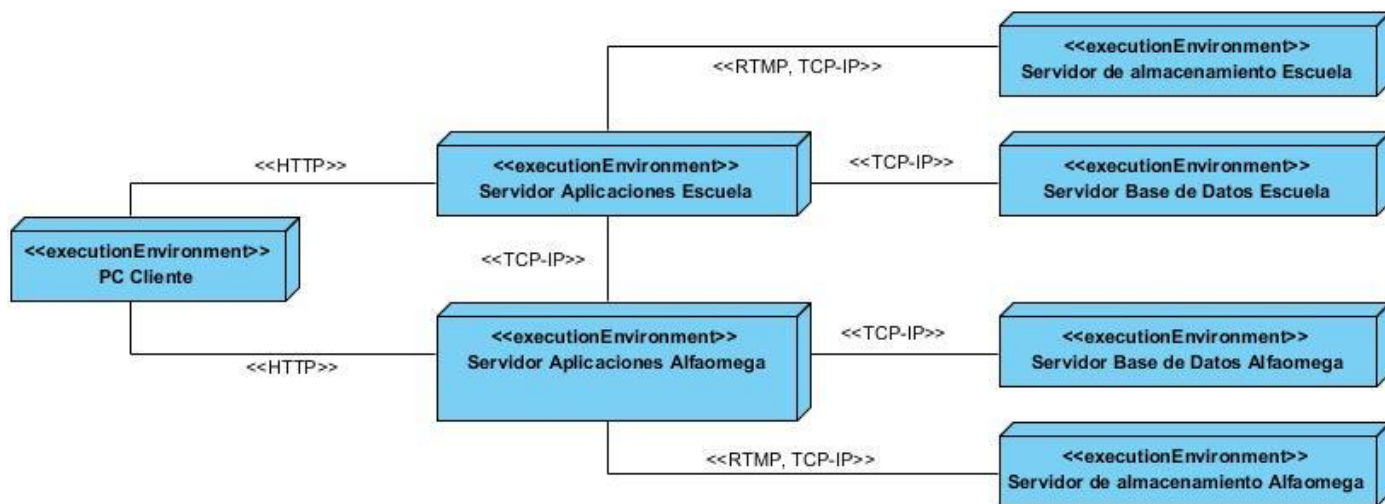 <<executionEnvironment>>
Servidor de almacenamiento Escuela
<<RTMP, TCP-IP>>
<<HTTP>>
<<executionEnvironment>>
Servidor Aplicaciones Escuela
<<TCP-IP>>
<<executionEnvironment>>
Servidor Base de Datos Escuela
<<executionEnvironment>>
PC Cliente
<<TCP-IP>>
<<HTTP>>
<<executionEnvironment>>
Servidor Aplicaciones Alfaomega
<<TCP-IP>>
<<executionEnvironment>>
Servidor Base de Datos Alfaomega
<<RTMP, TCP-IP>>
<<executionEnvironment>>
Servidor de almacenamiento Alfaomega